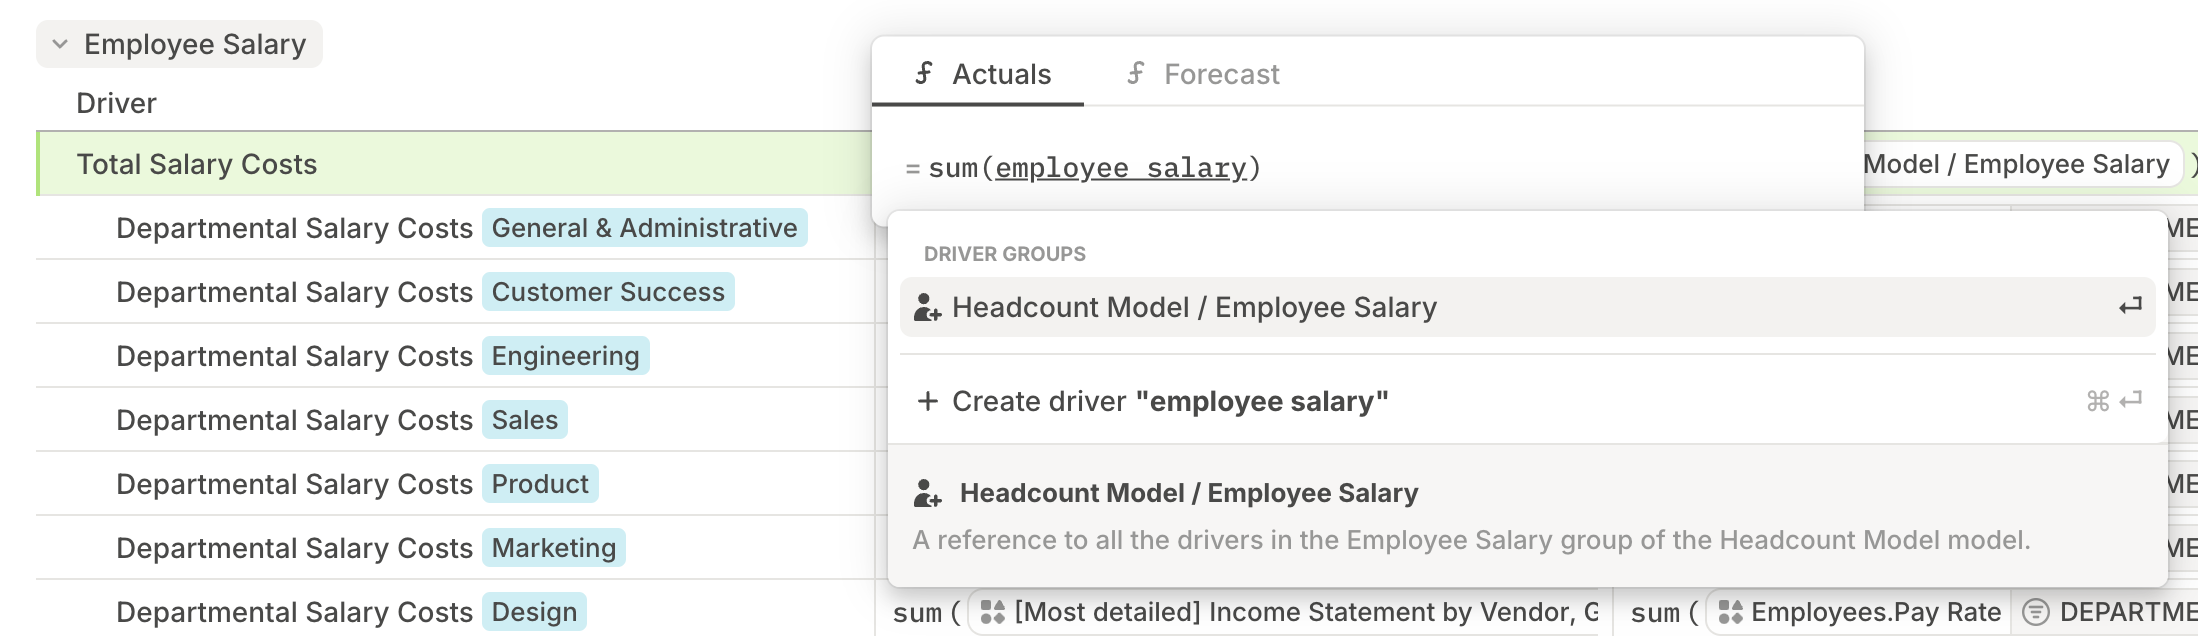 Employee Salary
Driver
Total Salary Costs
Departmental Salary Costs General & Administrative
Departmental Salary Costs Customer Success
Departmental Salary Costs Engineering
Departmental Salary Costs Sales
Departmental Salary Costs Product
Departmental Salary Costs Marketing
Departmental Salary Costs Design
Actuals Forecast
= sum(employee salary)
Model / Employee Salary )
DRIVER GROUPS
Headcount Model / Employee Salary
+ Create driver "employee salary" ⌘ ↵
Headcount Model / Employee Salary
A reference to all the drivers in the Employee Salary group of the Headcount Model model.
sum ( [Most detailed] Income Statement by Vendor, G
sum ( Employees.Pay Rate DEPARTME